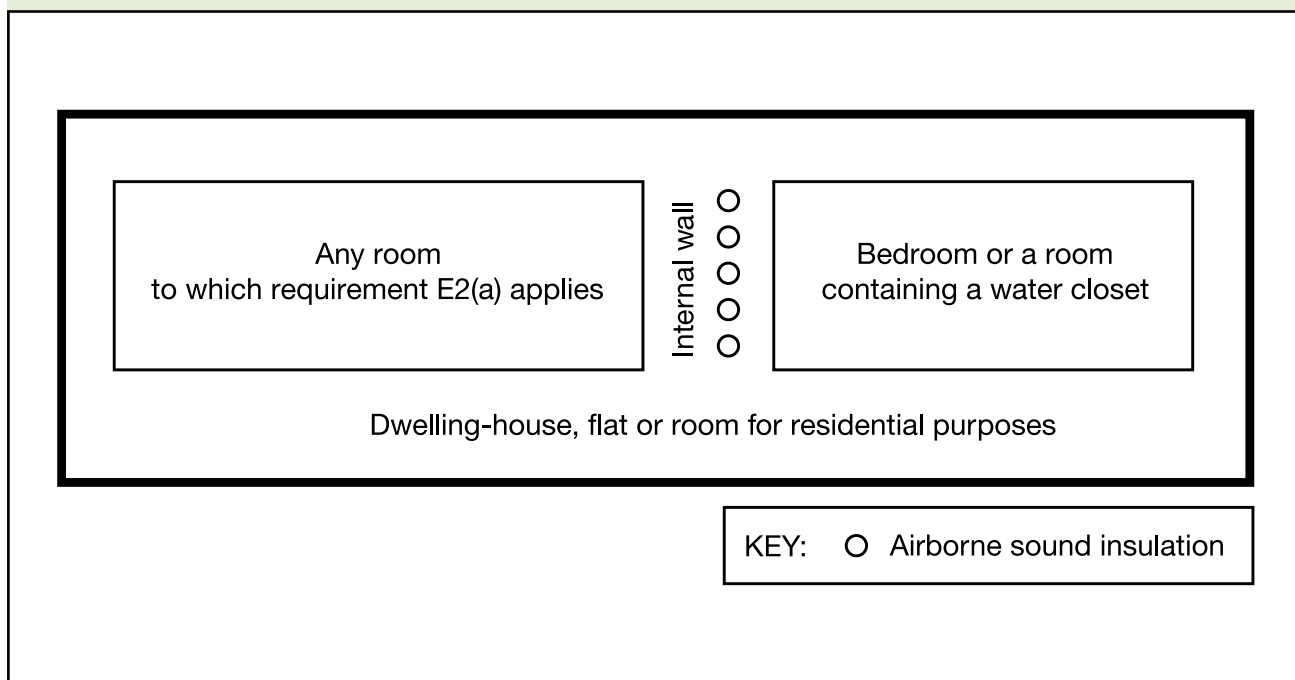 Any room
to which requirement E2(a) applies
Internal wall
Bedroom or a room
containing a water closet
Dwelling-house, flat or room for residential purposes
KEY: Airborne sound insulation